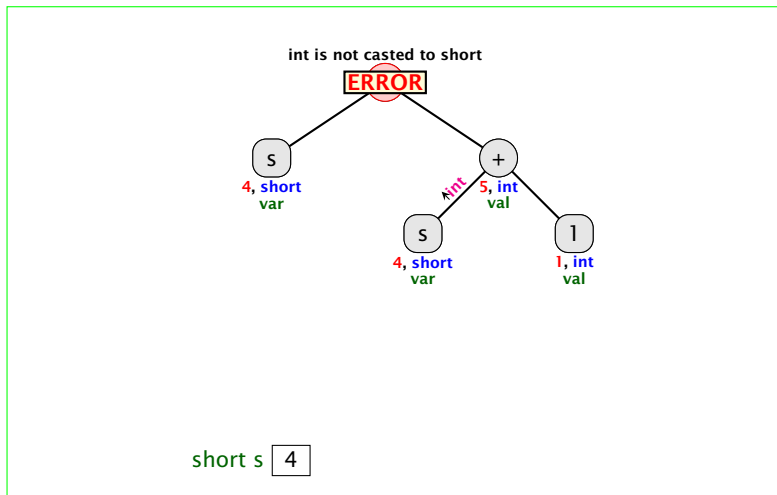 int is not casted to short
ERROR
s
+
4, short
var
int
5, int
val
s
1
4, short
var
1, int
val
short s 4